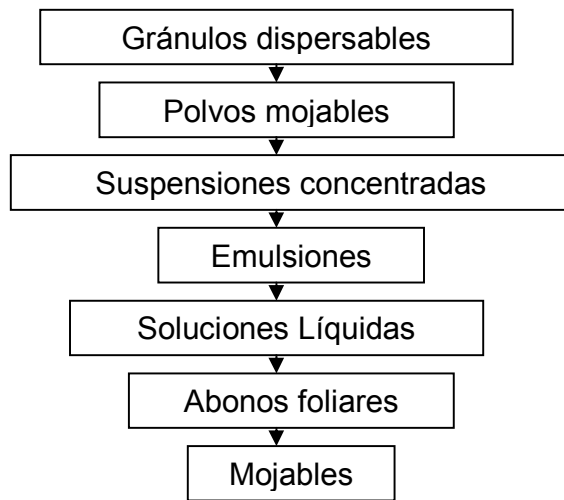 Gránulos dispersables
Polvos mojables
Suspensiones concentradas
Emulsiones
Soluciones Líquidas
Abonos foliares
Mojables